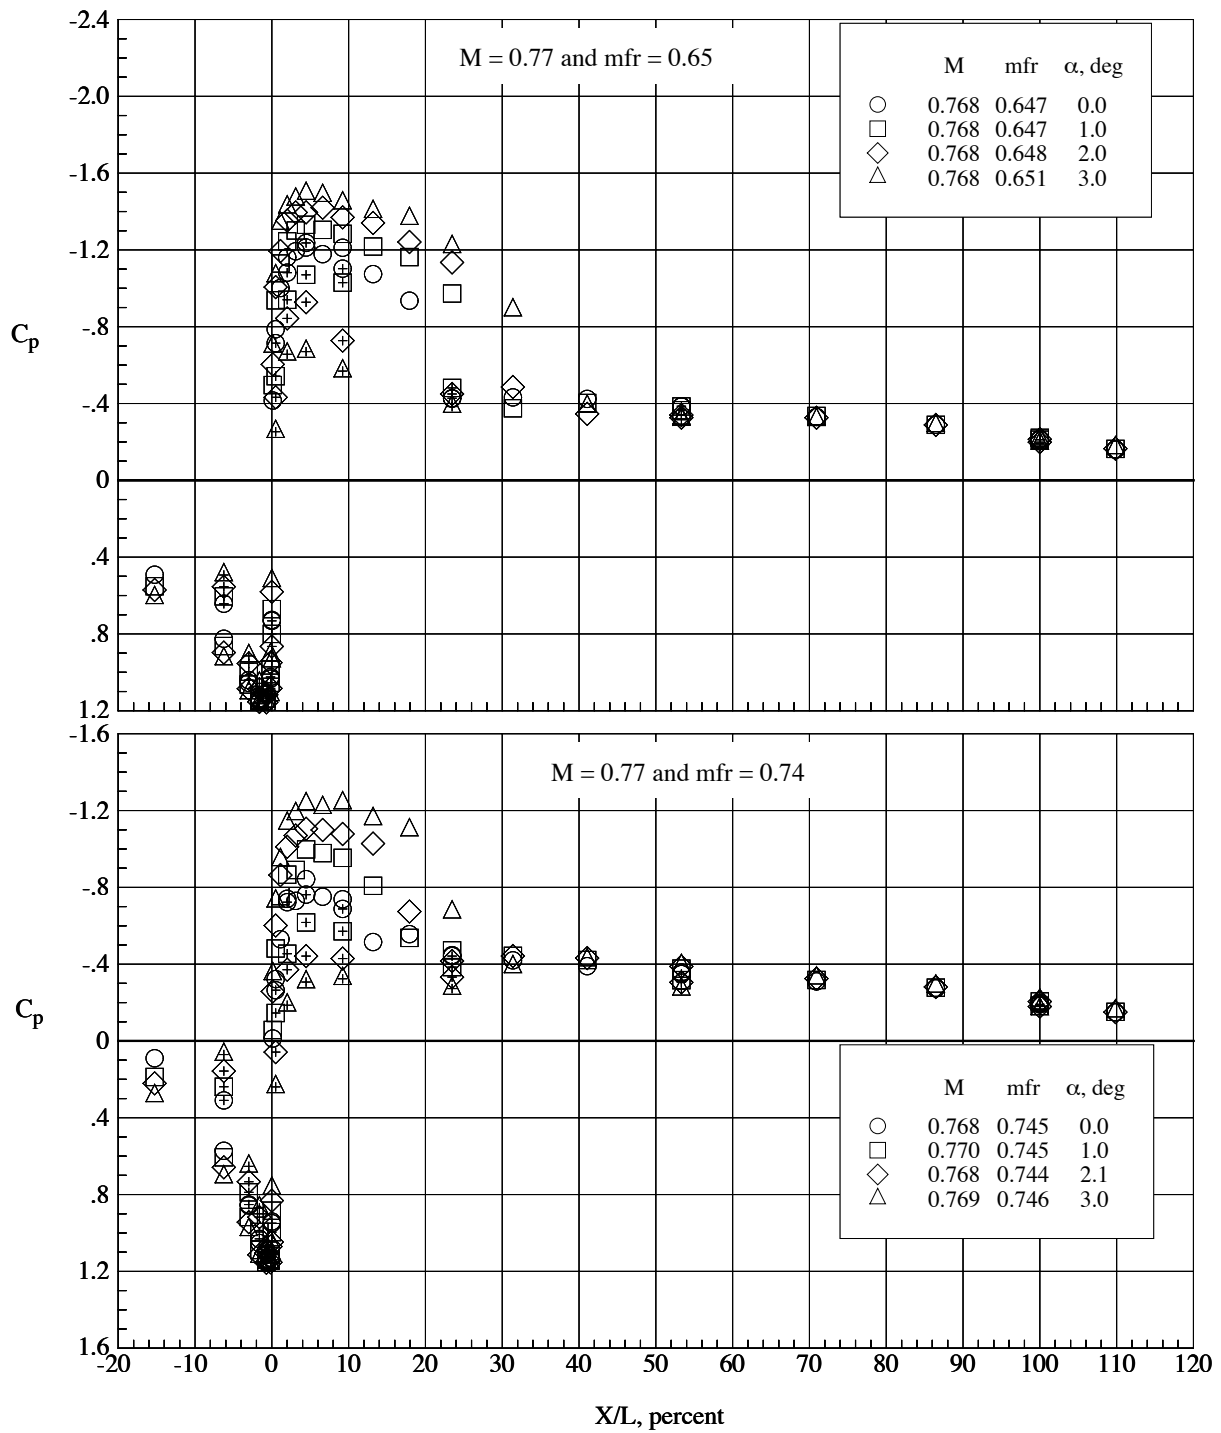 -2.4
M = 0.77 and mfr = 0.65
M mfr α, deg
0.768 0.647 0.0
0.768 0.647 1.0
0.768 0.648 2.0
0.768 0.651 3.0
-2.0
-1.6
-1.2
-.8
Cp
-.4
0
.4
.8
1.2
-1.6
M = 0.77 and mfr = 0.74
-1.2
-.8
-.4
Cp
0
M mfr α, deg
0.768 0.745 0.0
0.770 0.745 1.0
0.768 0.744 2.1
0.769 0.746 3.0
.4
.8
1.2
1.6
-20 -10 0 10 20 30 40 50 60 70 80 90 100 110 120
X/L, percent